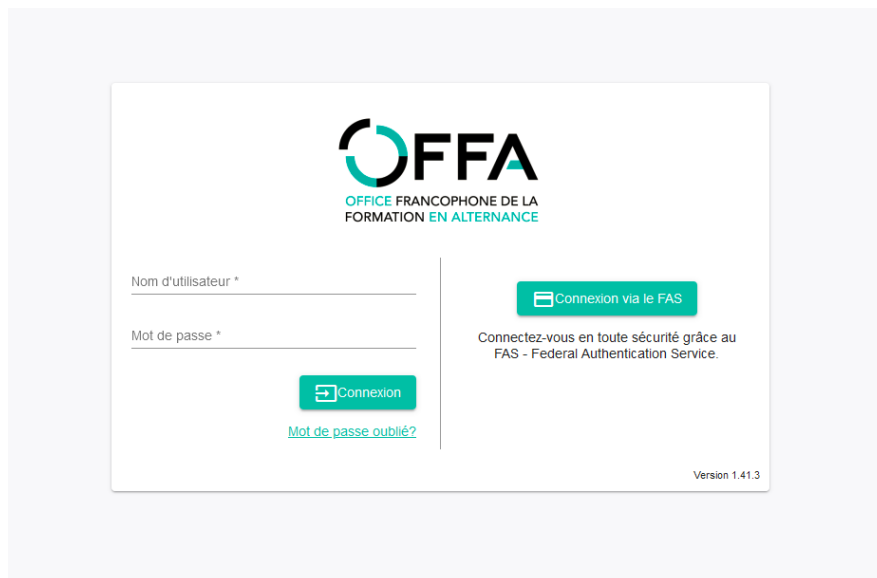 OFFA
OFFICE FRANCOPHONE DE LA
FORMATION EN ALTERNANCE
Nom d'utilisateur *
Mot de passe *
Connexion
Mot de passe oublié?
Connexion via le FAS
Connectez-vous en toute sécurité grâce au
FAS - Federal Authentication Service.
Version 1.41.3